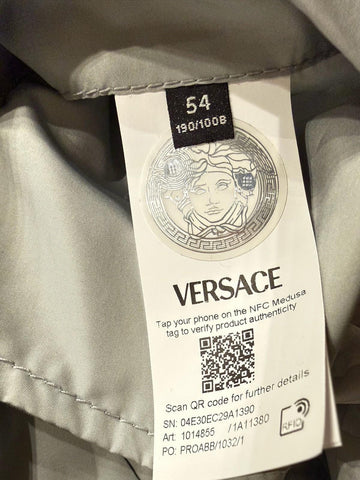 54
190/100B
VERSACE
Tap your phone on the NFC Medusa
tag to verify product authenticity
Scan QR code for further details
SN: 04E30EC29A1390
Art: 1014855 /1A11380
PO: PROABB/1032/1
RFID